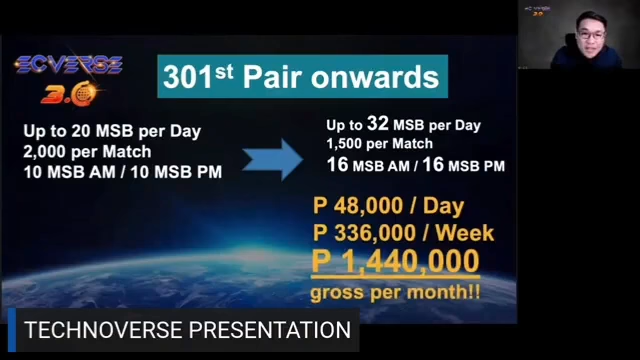 ECVERSE
3.0
301st Pair onwards
Up to 20 MSB per Day
2,000 per Match
10 MSB AM / 10 MSB PM
Up to 32 MSB per Day
1,500 per Match
16 MSB AM / 16 MSB PM
P 48,000 / Day
P 336,000 / Week
P 1,440,000
gross per month!!
TECHNOVERSE PRESENTATION